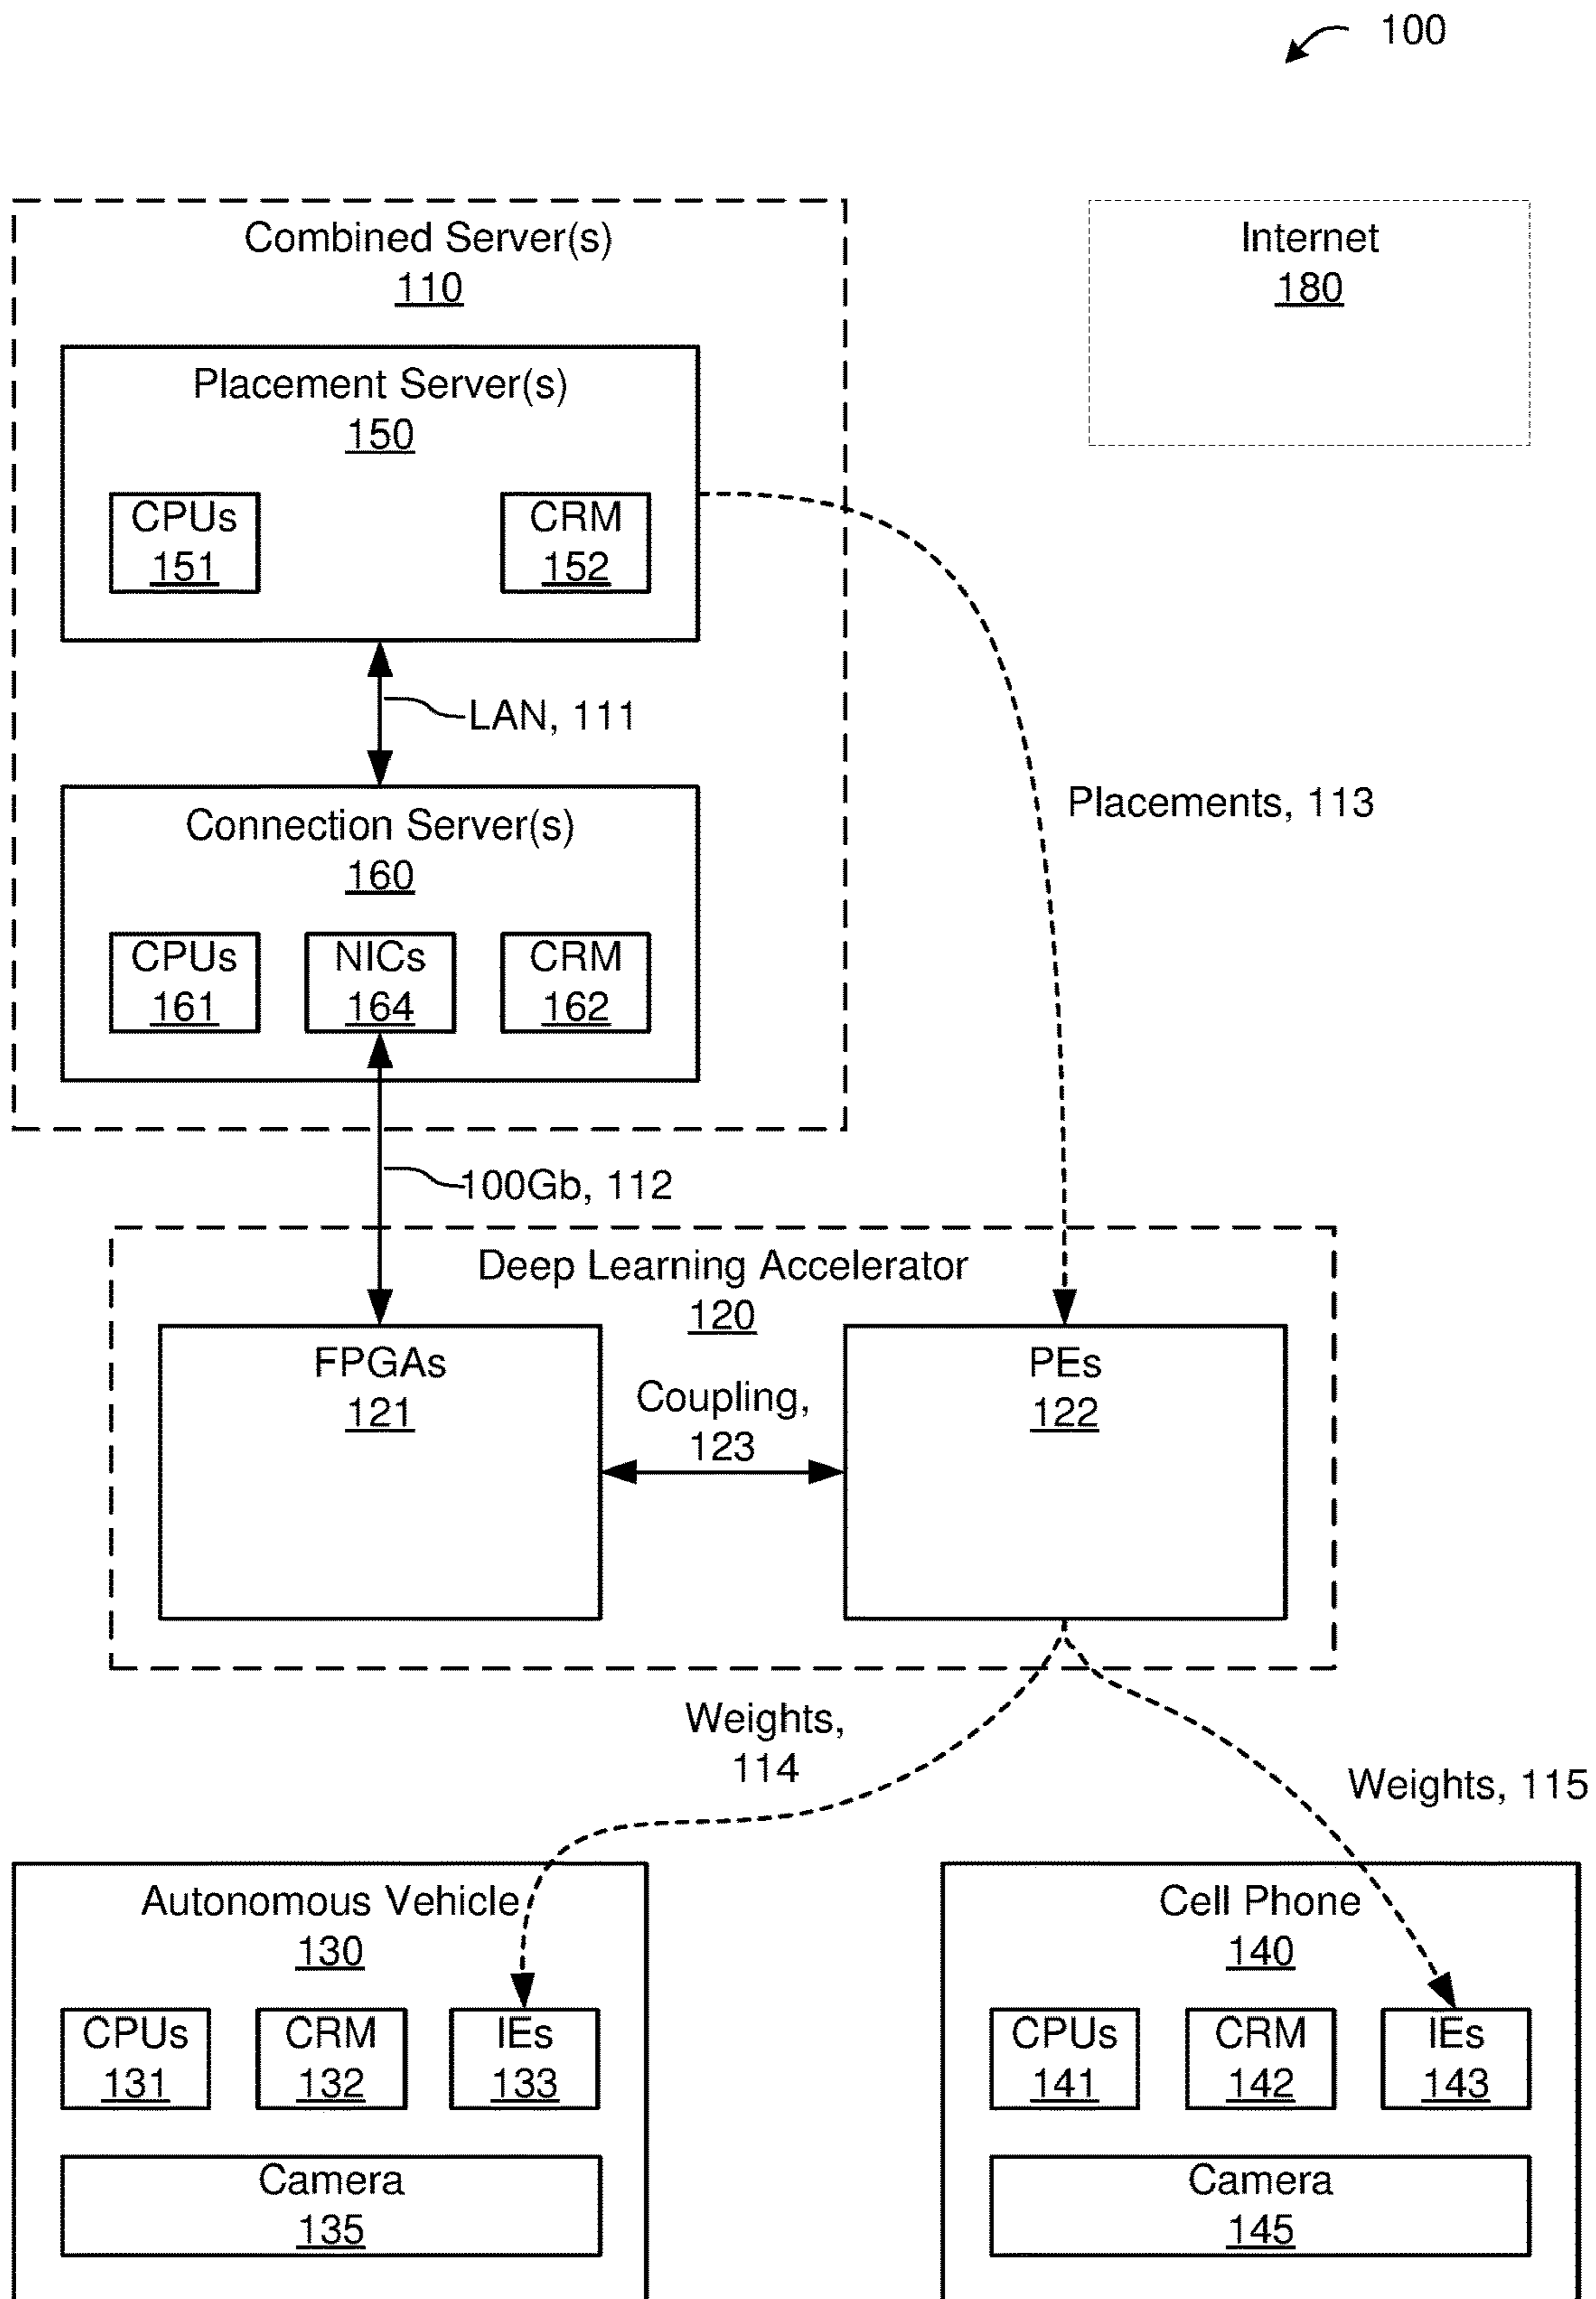 100
Combined Server(s)
110
Internet
180
Placement Server(s)
150
CPUs
151
CRM
152
LAN, 111
Placements, 113
Connection Server(s)
160
CPUs
161
NICs
164
CRM
162
100Gb, 112
Deep Learning Accelerator
120
FPGAs
121
Coupling,
123
PEs
122
Weights,
114
Weights, 115
Autonomous Vehicle
130
CPUs
131
CRM
132
IEs
133
Camera
135
Cell Phone
140
CPUs
141
CRM
142
IEs
143
Camera
145